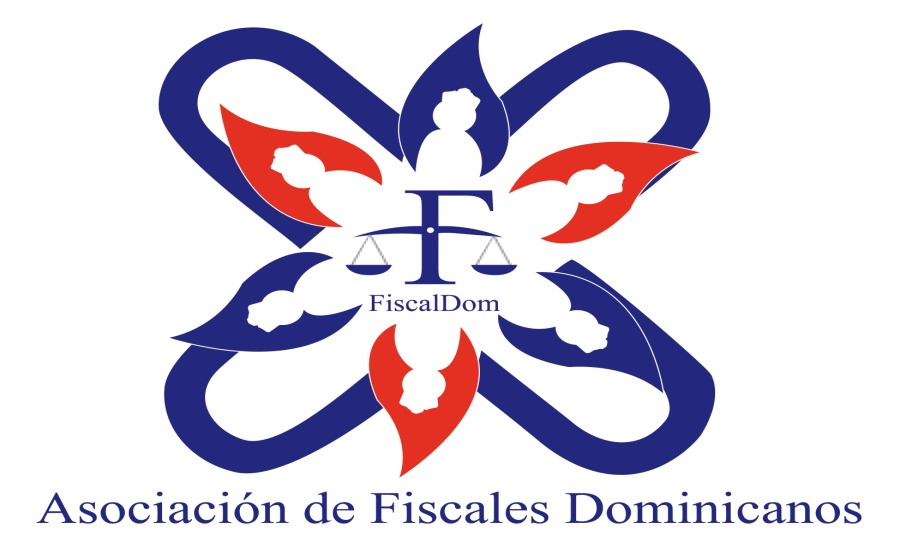 F
FiscalDom
Asociación de Fiscales Dominicanos